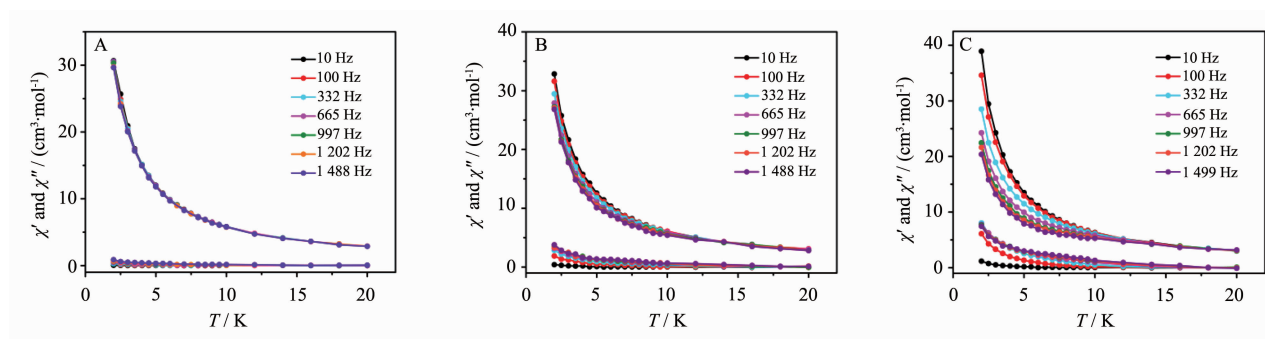 A
10 Hz
100 Hz
332 Hz
665 Hz
997 Hz
1 202 Hz
1 488 Hz
χ′ and χ″ / (cm³·mol⁻¹)
30
20
10
0
0 5 10 15 20
T / K
B
10 Hz
100 Hz
332 Hz
665 Hz
997 Hz
1 202 Hz
1 488 Hz
χ′ and χ″ / (cm³·mol⁻¹)
40
30
20
10
0
0 5 10 15 20
T / K
C
10 Hz
100 Hz
332 Hz
665 Hz
997 Hz
1 202 Hz
1 499 Hz
χ′ and χ″ / (cm³·mol⁻¹)
40
30
20
10
0
0 5 10 15 20
T / K